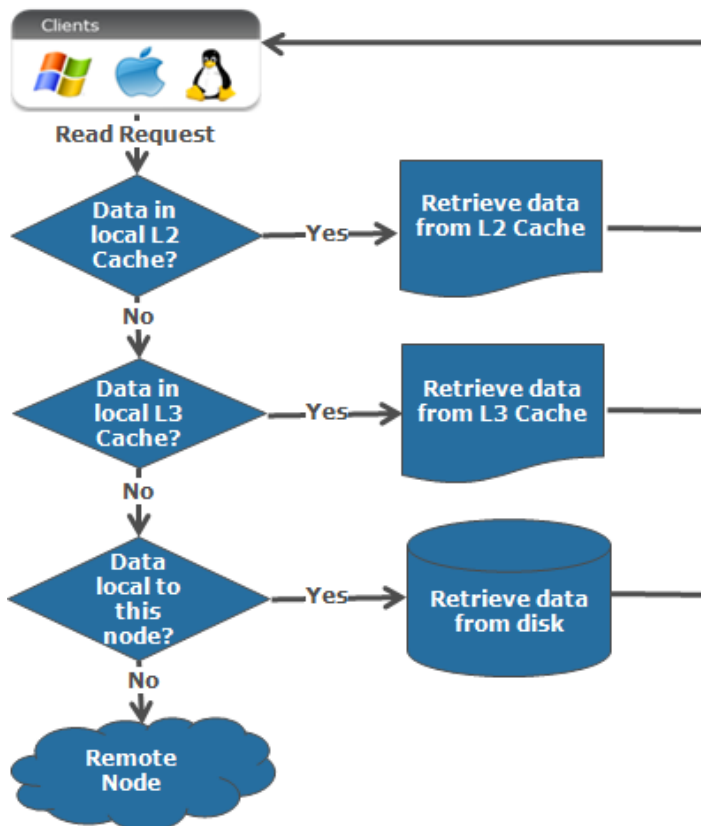 Clients
Read Request
Data in
local L2
Cache?
Yes
Retrieve data
from L2 Cache
No
Data in
local L3
Cache?
Yes
Retrieve data
from L3 Cache
No
Data
local to
this
node?
Yes
Retrieve data
from disk
No
Remote
Node